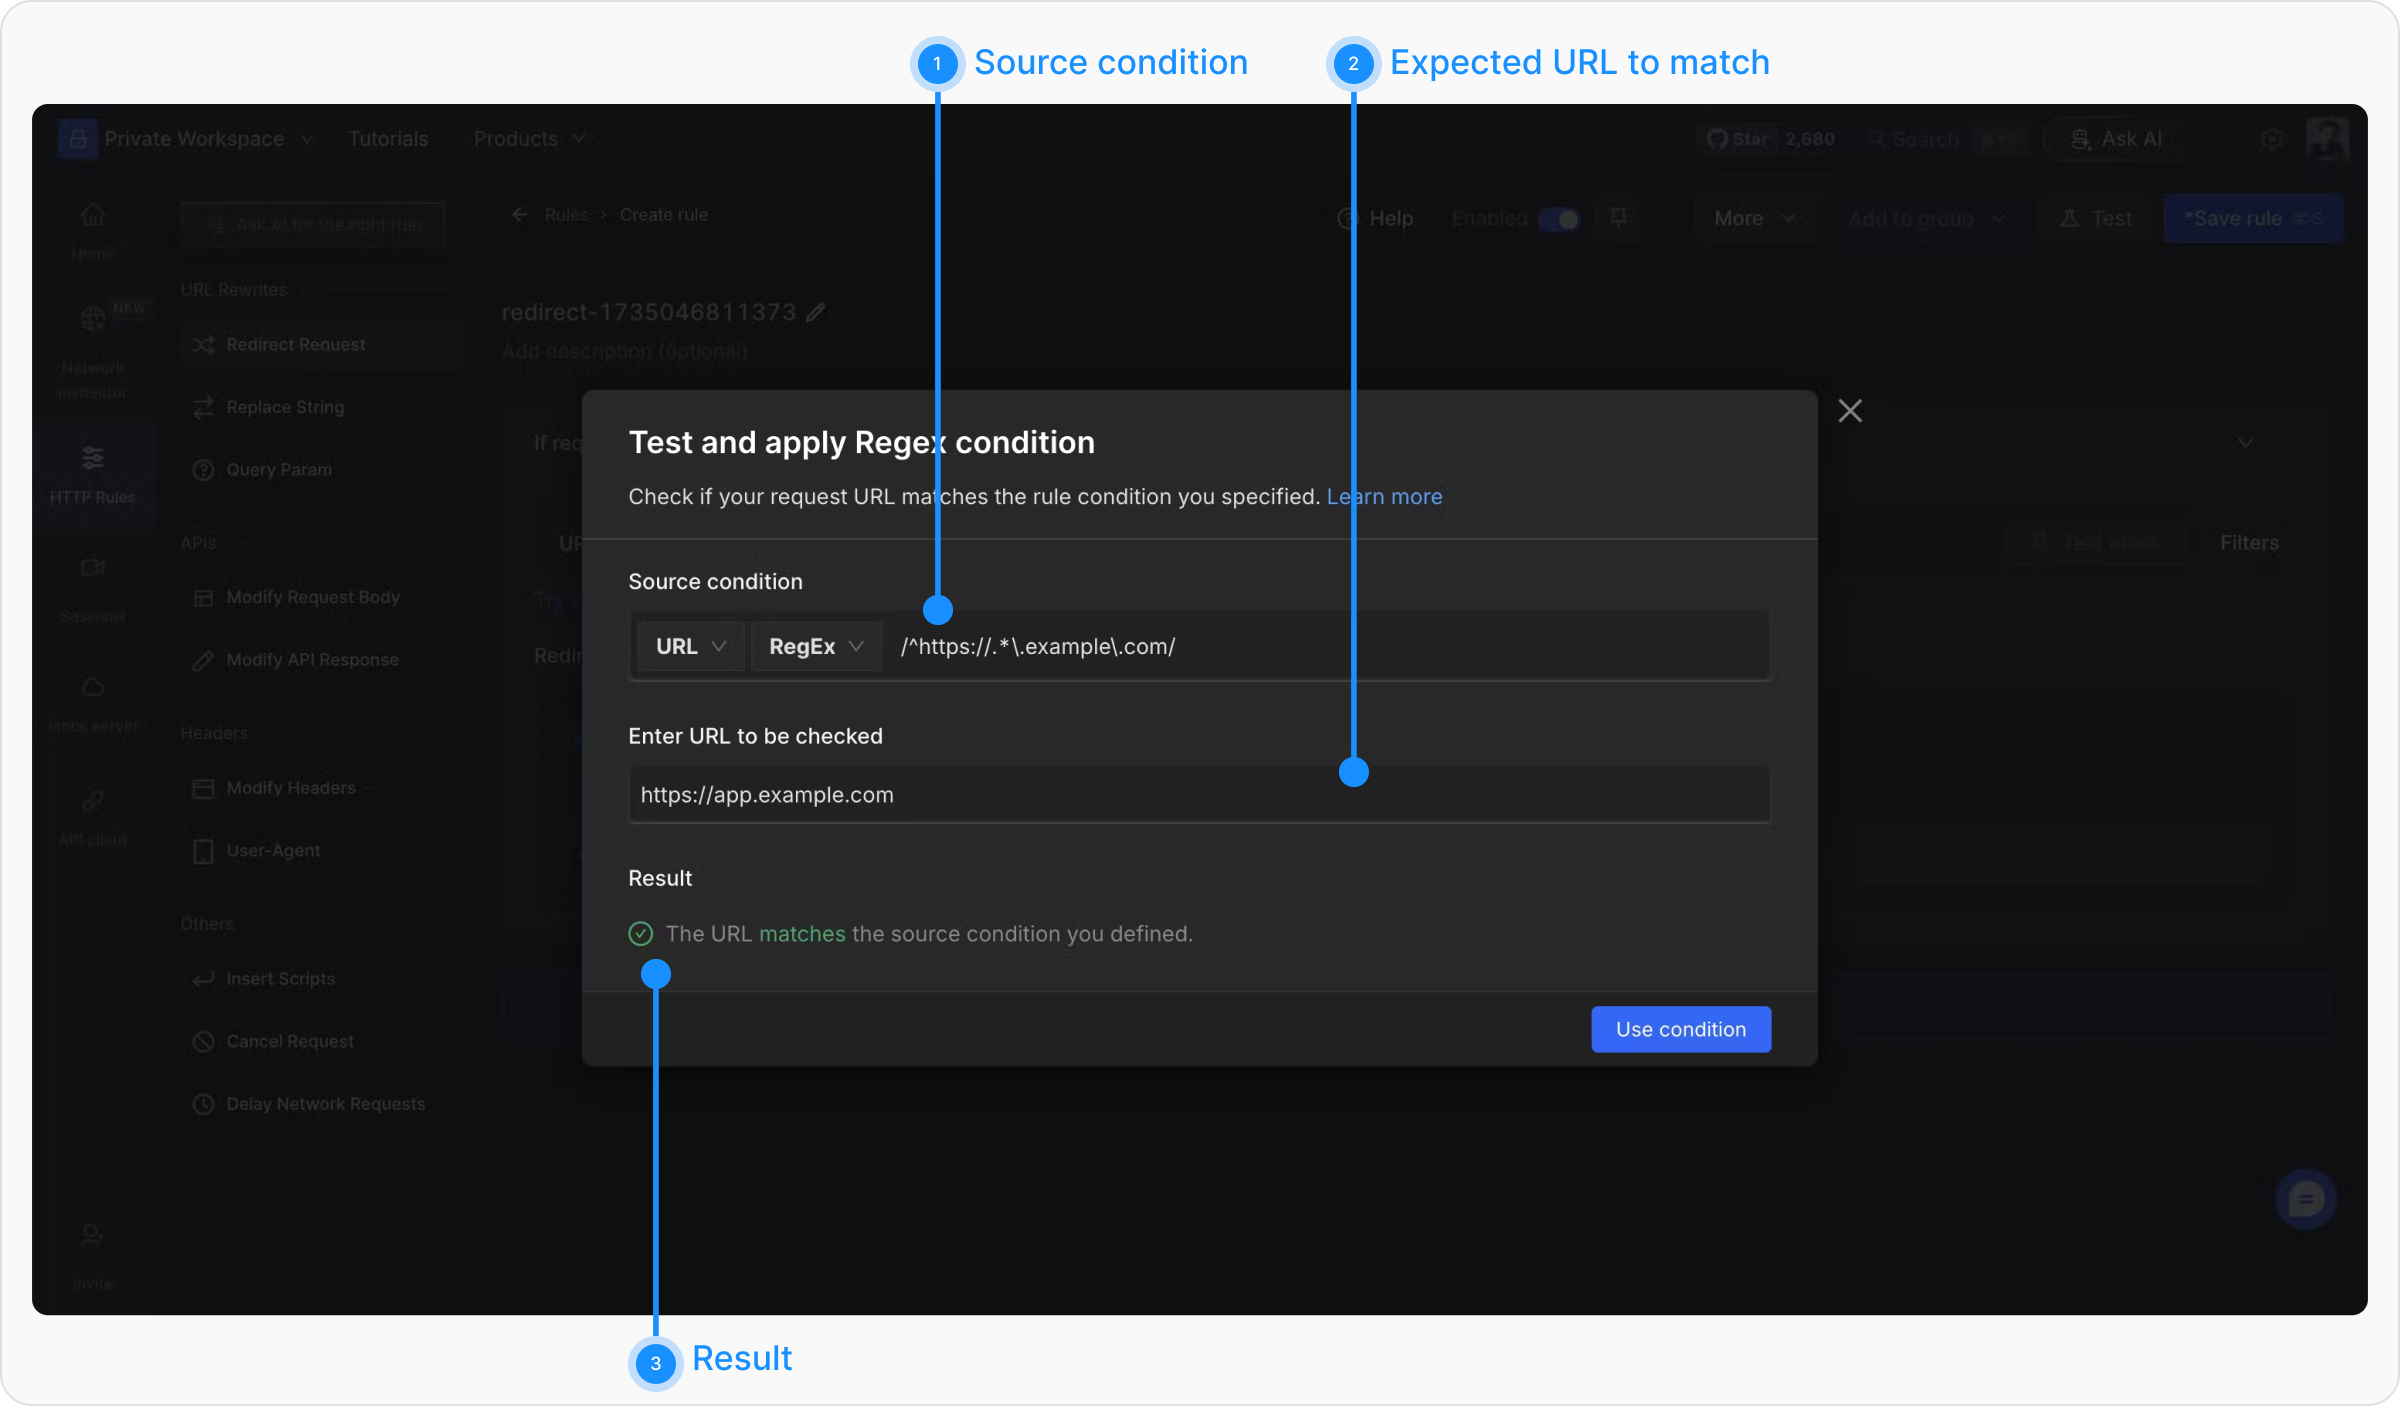 1 Source condition
2 Expected URL to match
Private Workspace
Tutorials
Products
Star 2,680
Search
Ask AI
Home
Ask AI for the right rule
Rules > Create rule
Help
Enabled
More
Add to group
Test
*Save rule ⌘ S
NEW
Network
Inspector
HTTP Rules
Sessions
Mock server
API client
Invite
URL Rewrites
Redirect Request
Replace String
Query Param
APIs
Modify Request Body
Modify API Response
Headers
Modify Headers
User-Agent
Others
Insert Scripts
Cancel Request
Delay Network Requests
redirect-1735046811373
Add description (optional)
If req
UR
Try e
Redir
Filters
Test and apply Regex condition
Check if your request URL matches the rule condition you specified. Learn more
Source condition
URL
RegEx
/^https://.*\.example\.com/
Enter URL to be checked
https://app.example.com
Result
The URL matches the source condition you defined.
Use condition
3 Result